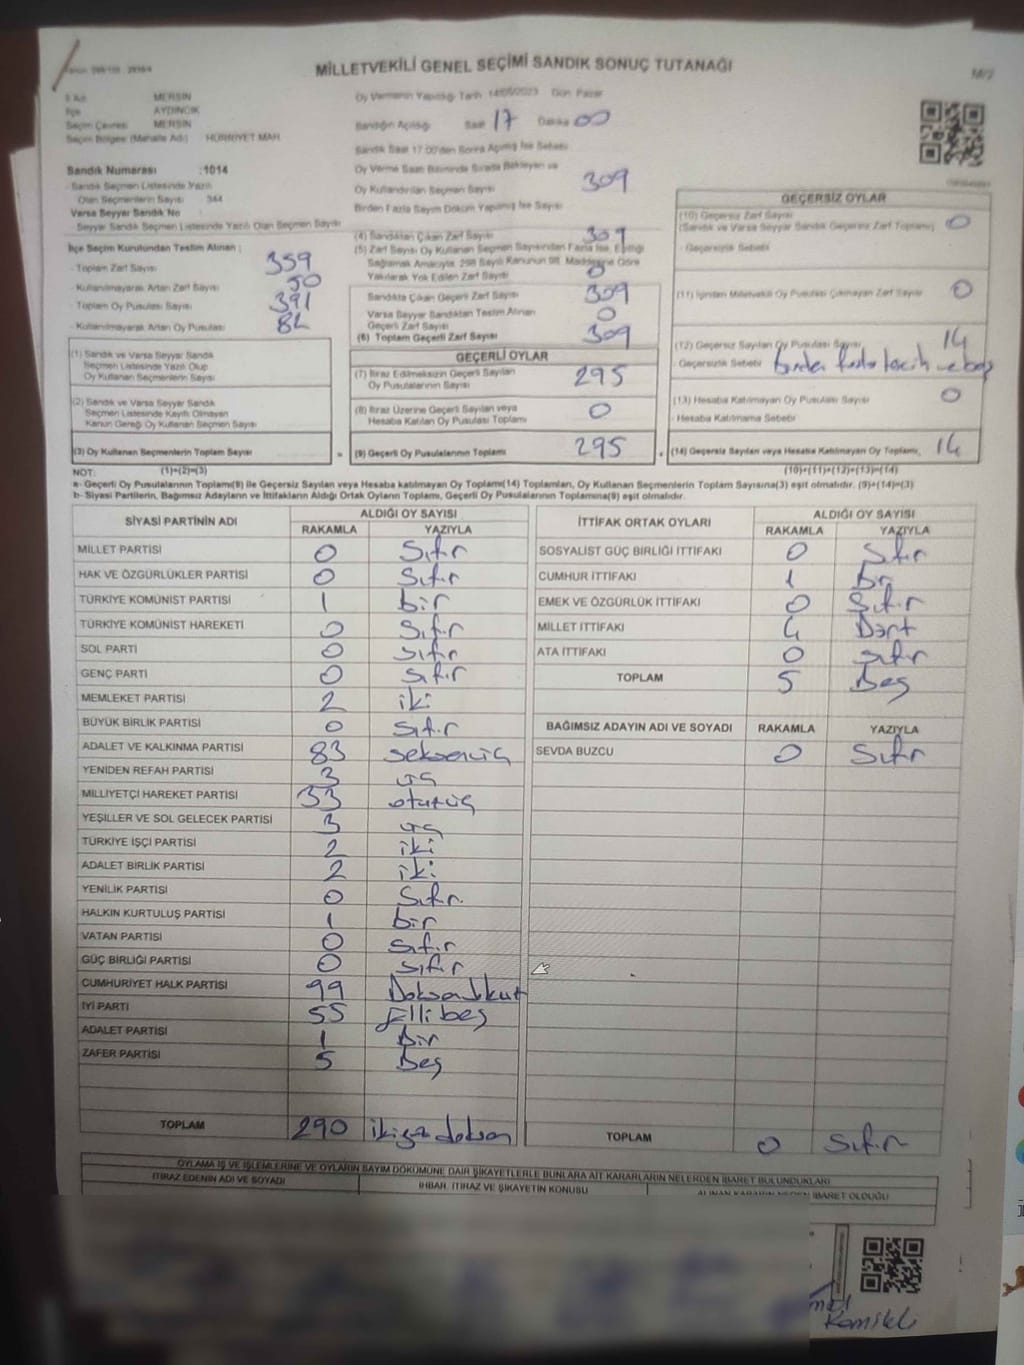 MİLLETVEKİLİ GENEL SEÇİMİ SANDIK SONUÇ TUTANAĞI
İl Adı MERSİN
İlçe AYDINCIK
Seçim Çevresi MERSİN
Seçim Bölgesi (Mahalle Adı) HÜRRİYET MAH
Sandık Numarası :1014
- Sandık Seçmen Listesinde Yazılı
Olan Seçmenlerin Sayısı 344
Varsa Seyyar Sandık No
- Seyyar Sandık Seçmen Listesinde Yazılı Olan Seçmen Sayısı
İlçe Seçim Kurulundan Teslim Alınan ;
- Toplam Zarf Sayısı 359
- Kullanılmayarak Artan Zarf Sayısı 50
- Toplam Oy Pusulası Sayısı 391
- Kullanılmayarak Artan Oy Pusulası 82
(1) Sandık ve Varsa Seyyar Sandık
Seçmen Listesinde Yazılı Olup
Oy Kullanan Seçmenlerin Sayısı
(2) Sandık ve Varsa Seyyar Sandık
Seçmen Listesinde Kayıtlı Olmayan
Kanun Gereği Oy Kullanan Seçmen Sayısı
(3) Oy Kullanan Seçmenlerin Toplam Sayısı
Oy Vermenin Yapıldığı Tarih 14/05/2023 Gün Pazar
Sandığın Açıldığı Saat 17 Dakika 00
Sandık Saat 17:00'den Sonra Açılmış İse Sebebi
Oy Verme Saati Bitiminde Sırada Bekleyen ve
Oy Kullandırılan Seçmen Sayısı 309
Birden Fazla Sayım Döküm Yapılmış İse Sayısı
(4) Sandıktan Çıkan Zarf Sayısı 309
(5) Zarf Sayısı Oy Kullanan Seçmen Sayısından Fazla İse, Eşitliği
Sağlamak Amacıyla, 298 Sayılı Kanunun 98. Maddesine Göre
Yakılarak Yok Edilen Zarf Sayısı 0
Sandıkta Çıkan Geçerli Zarf Sayısı 309
Varsa Seyyar Sandıktan Teslim Alınan
Geçerli Zarf Sayısı 0
(6) Toplam Geçerli Zarf Sayısı 309
GEÇERLİ OYLAR
(7) İtiraz Edilmeksizin Geçerli Sayılan
Oy Pusulalarının Sayısı 295
(8) İtiraz Üzerine Geçerli Sayılan veya
Hesaba Katılan Oy Pusulası Toplamı 0
= (9) Geçerli Oy Pusulalarının Toplamı 295
GEÇERSİZ OYLAR
(10) Geçersiz Zarf Sayısı
(Sandık ve Varsa Seyyar Sandık Geçersiz Zarf Toplamı) 0
- Geçersizlik Sebebi
(11) İçinden Milletvekili Oy Pusulası Çıkmayan Zarf Sayısı 0
(12) Geçersiz Sayılan Oy Pusulası Sayısı 14
- Geçersizlik Sebebi birden fazla tercih ve boş
(13) Hesaba Katılmayan Oy Pusulası Sayısı 0
- Hesaba Katılmama Sebebi
+ (14) Geçersiz Sayılan veya Hesaba Katılmayan Oy Toplamı, 14
NOT: (1)+(2)=(3) (10)+(11)+(12)+(13)=(14)
a- Geçerli Oy Pusulalarının Toplamı(9) ile Geçersiz Sayılan veya Hesaba katılmayan Oy Toplam(14) Toplamları, Oy Kullanan Seçmenlerin Toplam Sayısına(3) eşit olmalıdır. (9)+(14)=(3)
b- Siyasi Partilerin, Bağımsız Adayların ve İttifakların Aldığı Ortak Oyların Toplamı, Geçerli Oy Pusulalarının Toplamına(9) eşit olmalıdır.
SİYASİ PARTİNİN ADI ALDIĞI OY SAYISI
RAKAMLA YAZIYLA
MİLLET PARTİSİ 0 Sıfır
HAK VE ÖZGÜRLÜKLER PARTİSİ 0 Sıfır
TÜRKİYE KOMÜNİST PARTİSİ 1 bir
TÜRKİYE KOMÜNİST HAREKETİ 0 Sıfır
SOL PARTİ 0 sıfır
GENÇ PARTİ 0 sıfır
MEMLEKET PARTİSİ 2 iki
BÜYÜK BİRLİK PARTİSİ 0 Sıfır
ADALET VE KALKINMA PARTİSİ 83 seksenüç
YENİDEN REFAH PARTİSİ 3 üç
MİLLİYETÇİ HAREKET PARTİSİ 33 otuzüç
YEŞİLLER VE SOL GELECEK PARTİSİ 3 üç
TÜRKİYE İŞÇİ PARTİSİ 2 iki
ADALET BİRLİK PARTİSİ 2 iki
YENİLİK PARTİSİ 0 Sıfır
HALKIN KURTULUŞ PARTİSİ 1 bir
VATAN PARTİSİ 0 sıfır
GÜÇ BİRLİĞİ PARTİSİ 0 sıfır
CUMHURİYET HALK PARTİSİ 99 Doksandokuz
İYİ PARTİ 55 Ellibeş
ADALET PARTİSİ 1 Bir
ZAFER PARTİSİ 5 Beş
TOPLAM 290 ikiyüz doksan
İTTİFAK ORTAK OYLARI ALDIĞI OY SAYISI
RAKAMLA YAZIYLA
SOSYALİST GÜÇ BİRLİĞİ İTTİFAKI 0 Sıfır
CUMHUR İTTİFAKI 1 Bir
EMEK VE ÖZGÜRLÜK İTTİFAKI 0 Sıfır
MİLLET İTTİFAKI 4 Dört
ATA İTTİFAKI 0 sıfır
TOPLAM 5 Beş
BAĞIMSIZ ADAYIN ADI VE SOYADI RAKAMLA YAZIYLA
SEVDA BUZCU 0 Sıfır
TOPLAM 0 Sıfır
OYLAMA İŞ VE İŞLEMLERİNE VE OYLARIN SAYIM DÖKÜMÜNE DAİR ŞİKAYETLERLE BUNLARA AİT KARARLARIN NELERDEN İBARET BULUNDUKLARI
İTİRAZ EDENİN ADI VE SOYADI İHBAR, İTİRAZ VE ŞİKAYETİN KONUSU ALINAN KARARIN NEDEN İBARET OLDUĞU